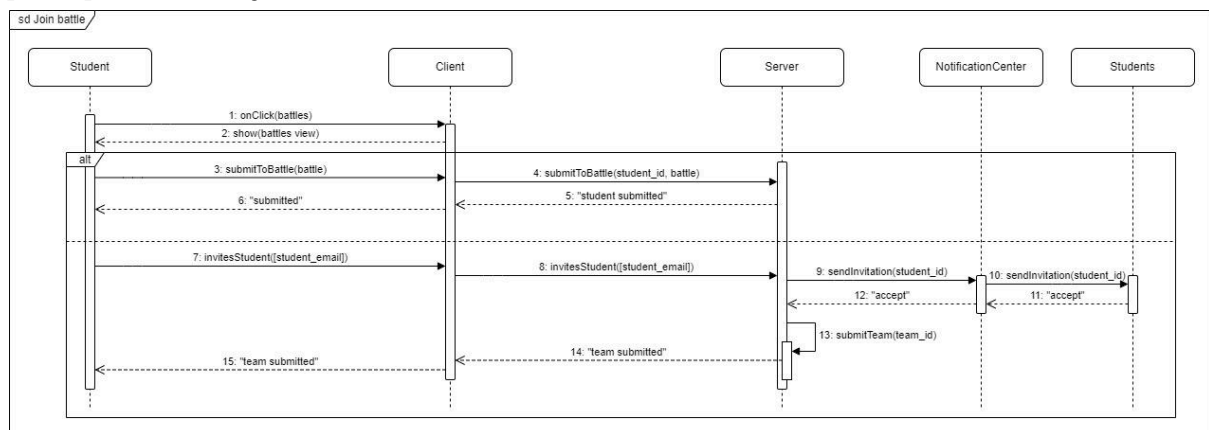 sd Join battle
Student
Client
Server
NotificationCenter
Students
1: onClick(battles)
2: show(battles view)
alt
3: submitToBattle(battle)
4: submitToBattle(student_id, battle)
5: "student submitted"
6: "submitted"
7: invitesStudent([student_email])
8: invitesStudent([student_email])
9: sendInvitation(student_id)
10: sendInvitation(student_id)
11: "accept"
12: "accept"
13: submitTeam(team_id)
14: "team submitted"
15: "team submitted"